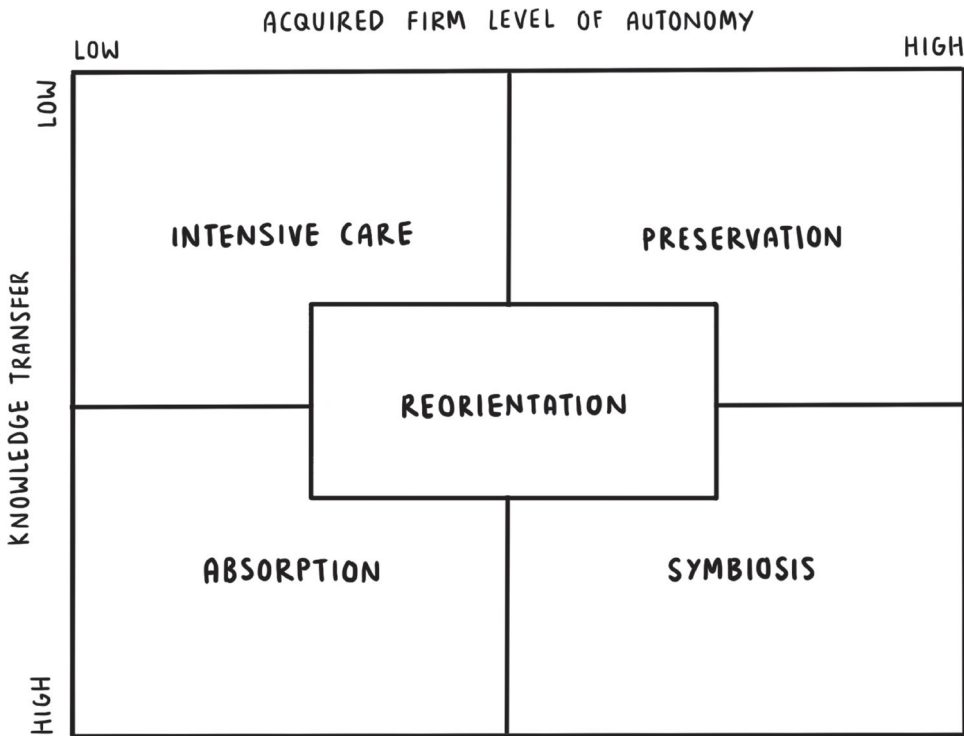 ACQUIRED FIRM LEVEL OF AUTONOMY
LOW
HIGH
LOW
KNOWLEDGE TRANSFER
HIGH
INTENSIVE CARE
PRESERVATION
REORIENTATION
ABSORPTION
SYMBIOSIS